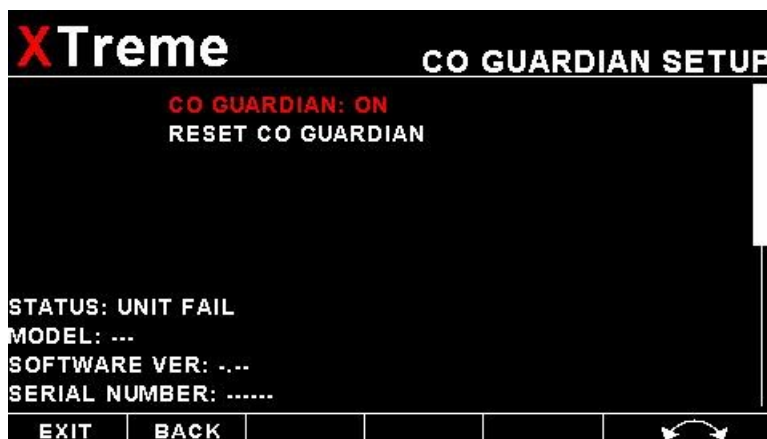 XTreme
CO GUARDIAN SETUP
CO GUARDIAN: ON
RESET CO GUARDIAN
STATUS: UNIT FAIL
MODEL: ---
SOFTWARE VER: -.--
SERIAL NUMBER: ------
EXIT BACK